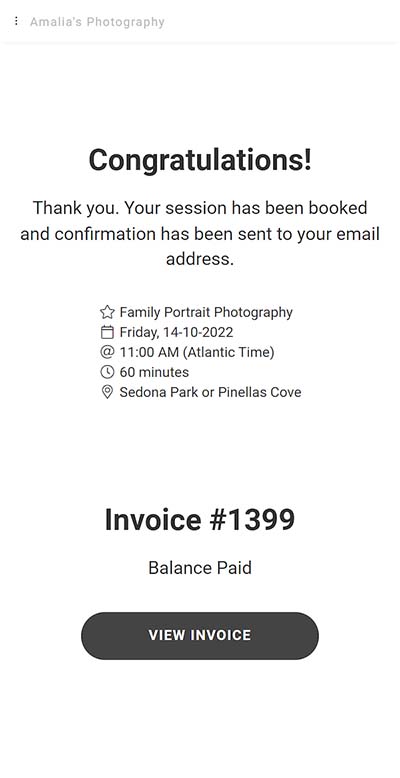 Amalia's Photography
Congratulations!
Thank you. Your session has been booked
and confirmation has been sent to your email
address.
Family Portrait Photography
Friday, 14-10-2022
11:00 AM (Atlantic Time)
60 minutes
Sedona Park or Pinellas Cove
Invoice #1399
Balance Paid
VIEW INVOICE